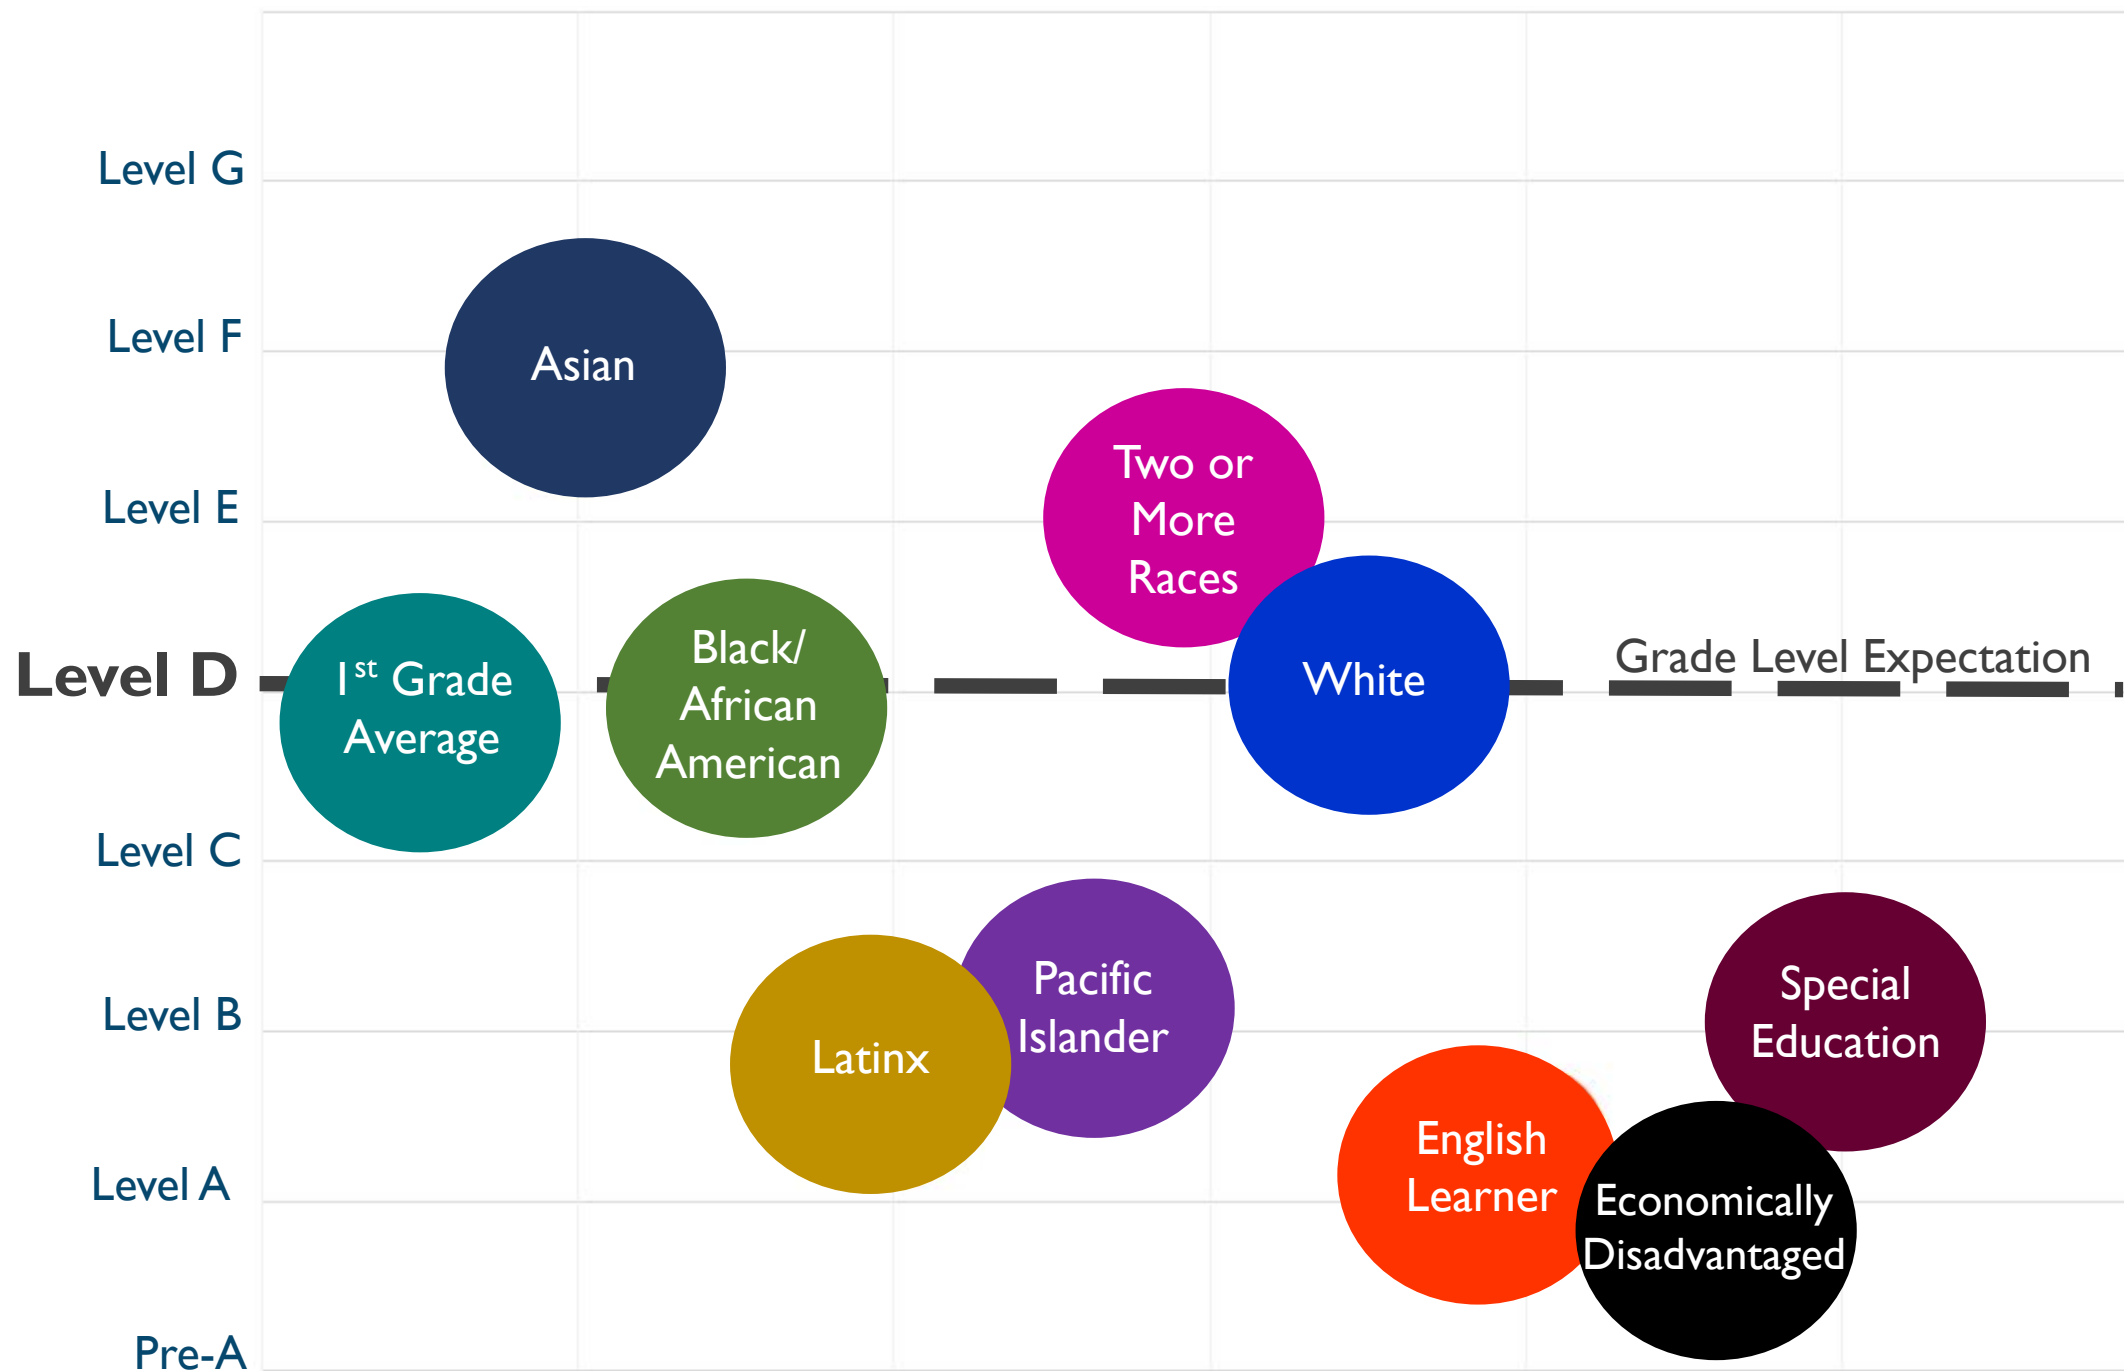 Level G
Level F
Asian
Two or
More
Races
Level E
Level D
1st Grade
Average
Black/
African
American
White
Grade Level Expectation
Level C
Pacific
Islander
Special
Education
Level B
Latinx
English
Learner
Level A
Economically
Disadvantaged
Pre-A